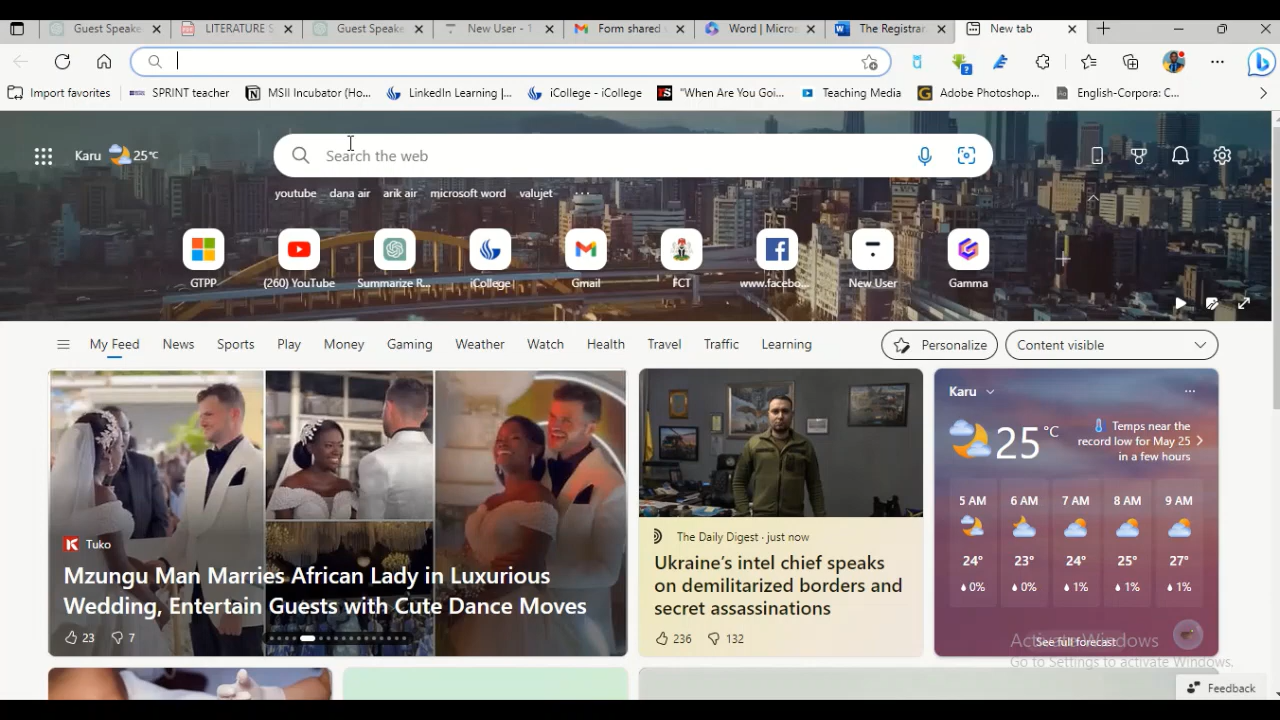 Guest Speake
LITERATURE S
Guest Speake
New User - 1
Form shared
Word | Micros
The Registrar
New tab
Import favorites
SPRINT teacher
MSII Incubator (Ho...
LinkedIn Learning |...
iCollege - iCollege
"When Are You Goi...
Teaching Media
Adobe Photoshop...
English-Corpora: C...
Karu
25°C
Search the web
youtube
dana air
arik air
microsoft word
valujet
...
GTPP
(260) YouTube
Summarize R...
iCollege
Gmail
FCT
www.facebo...
New User
Gamma
My Feed
News
Sports
Play
Money
Gaming
Weather
Watch
Health
Travel
Traffic
Learning
Personalize
Content visible
Tuko
Mzungu Man Marries African Lady in Luxurious
Wedding, Entertain Guests with Cute Dance Moves
23
7
The Daily Digest · just now
Ukraine's intel chief speaks
on demilitarized borders and
secret assassinations
236
132
Karu
25 °C
Temps near the
record low for May 25
in a few hours
5 AM
6 AM
7 AM
8 AM
9 AM
24°
23°
24°
25°
27°
0%
0%
1%
1%
1%
See full forecast
Activate Windows
Go to Settings to activate Windows.
Feedback